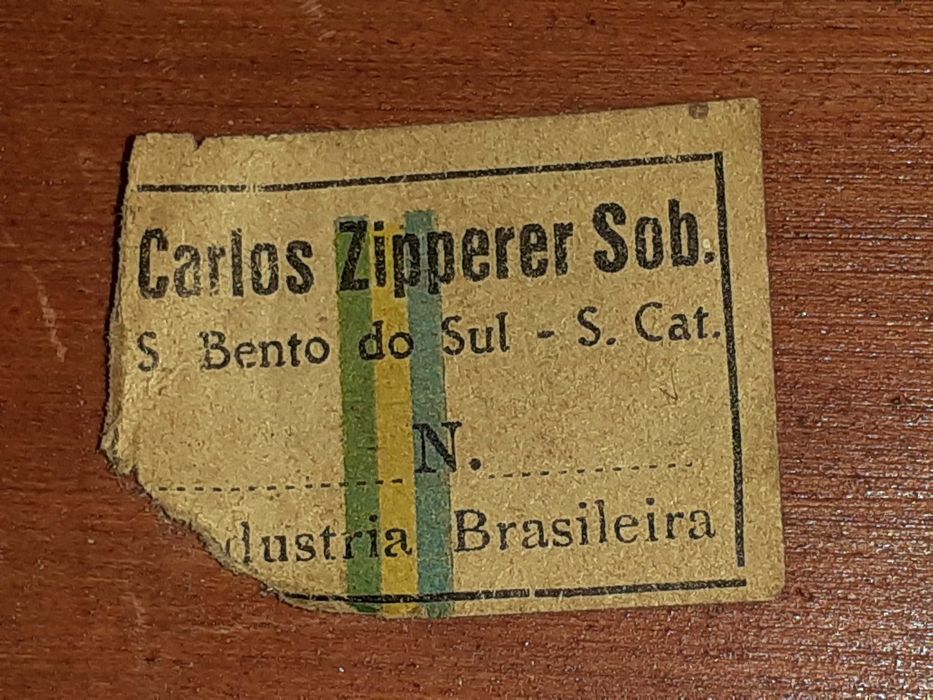 Carlos Zipperer Sob.
S Bento do Sul - S. Cat.
N.
dustria Brasileira